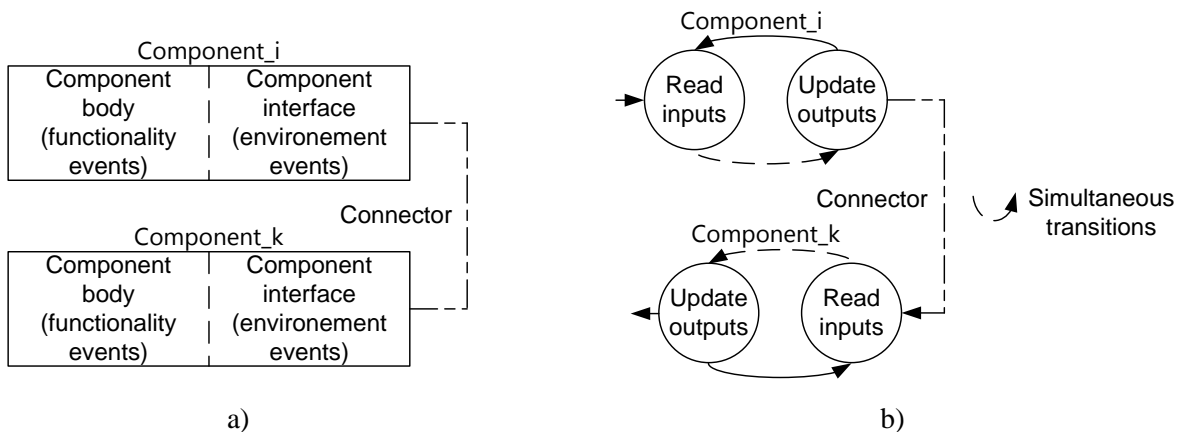 Component_i
Component
body
(functionality
events)
Component
interface
(environement
events)
Connector
Component_k
Component
body
(functionality
events)
Component
interface
(environement
events)
a)
Component_i
Read
inputs
Update
outputs
Connector
Simultaneous
transitions
Component_k
Update
outputs
Read
inputs
b)